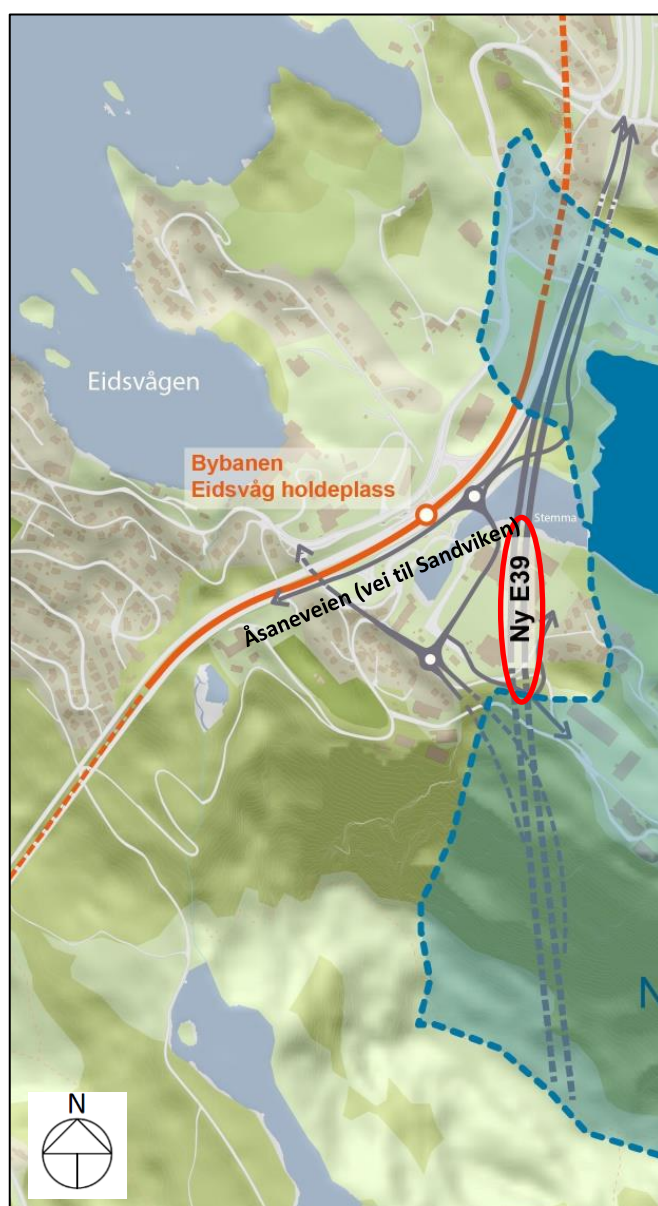 Eidsvågen
Bybanen
Eidsvåg holdeplass
Stemma
Åsaneveien (vei til Sandviken)
Ny E39
N
N